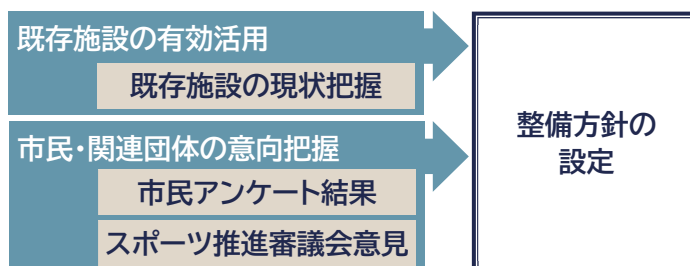 既存施設の有効活用
既存施設の現状把握
市民・関連団体の意向把握
市民アンケート結果
スポーツ推進審議会意見
整備方針の
設定